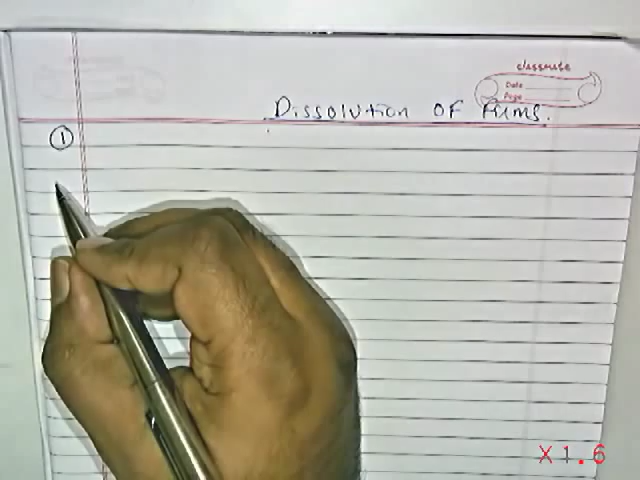 classmate
Date
Page
Dissolution OF Firms.
1
X1.6